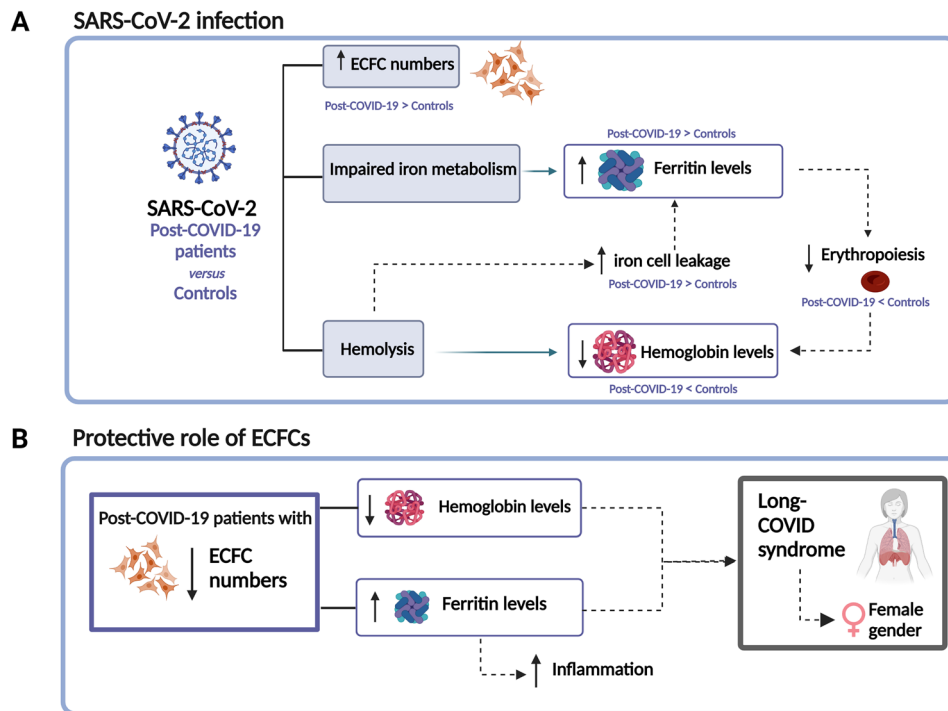 A
SARS-CoV-2 infection
ECFC numbers
Post-COVID-19 > Controls
SARS-CoV-2
Post-COVID-19
patients
versus
Controls
Impaired iron metabolism
Post-COVID-19 > Controls
Ferritin levels
iron cell leakage
Post-COVID-19 > Controls
Erythropoiesis
Post-COVID-19 < Controls
Hemolysis
Hemoglobin levels
Post-COVID-19 < Controls
B
Protective role of ECFCs
Post-COVID-19 patients with
ECFC
numbers
Hemoglobin levels
Ferritin levels
Inflammation
Long-
COVID
syndrome
Female
gender